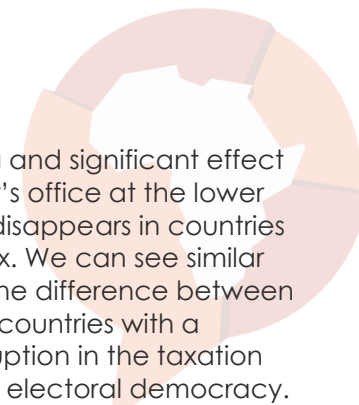 and significant effect
's office at the lower
disappears in countries
x. We can see similar
he difference between
countries with a
uption in the taxation
electoral democracy.